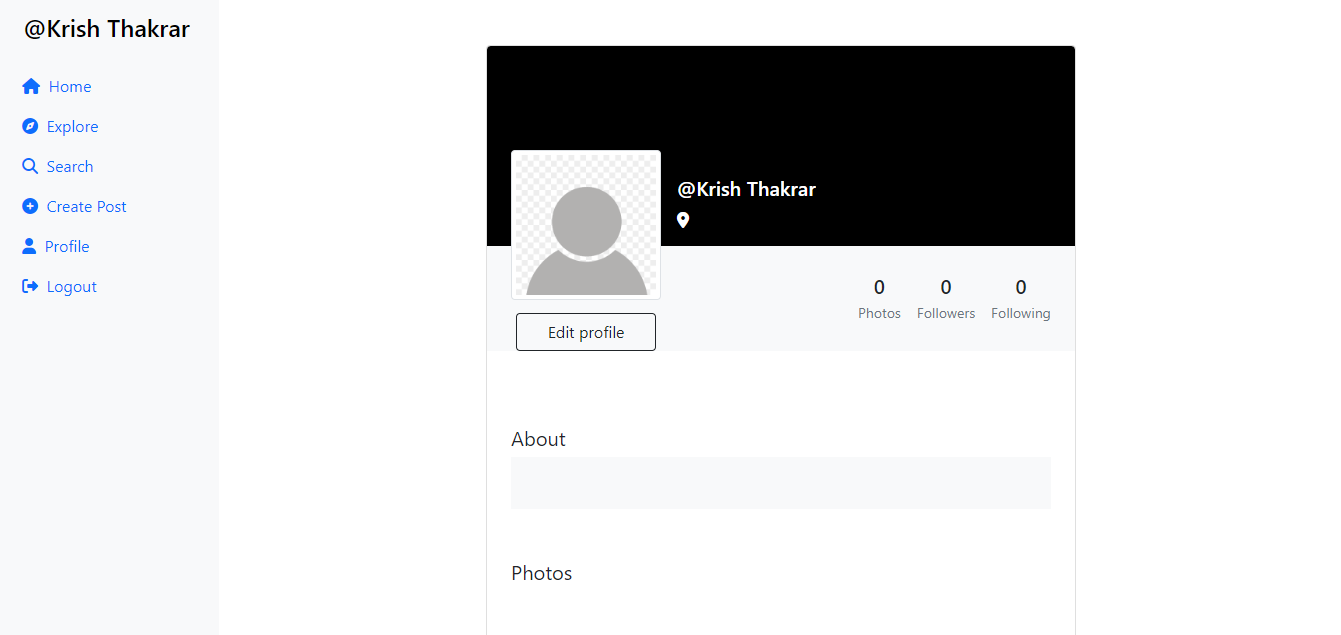 @Krish Thakrar
Home
Explore
Search
Create Post
Profile
Logout
@Krish Thakrar
Edit profile
0 0 0
Photos Followers Following
About
Photos